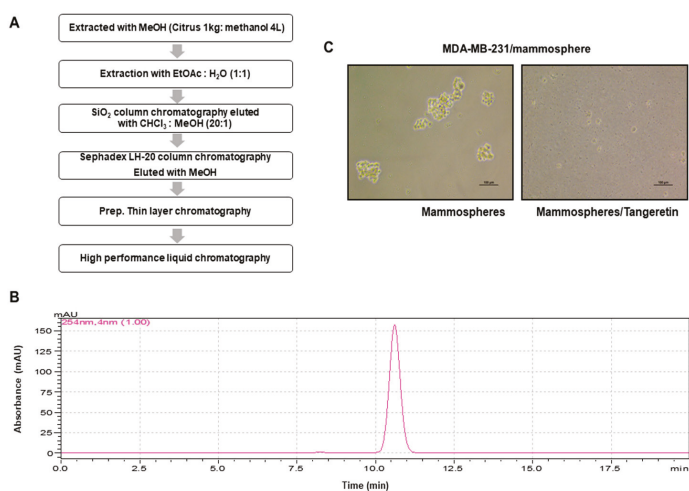 A
Extracted with MeOH (Citrus 1kg: methanol 4L)
Extraction with EtOAc : H₂O (1:1)
SiO₂ column chromatography eluted
with CHCl₃ : MeOH (20:1)
Sephadex LH-20 column chromatography
Eluted with MeOH
Prep. Thin layer chromatography
High performance liquid chromatography
C
MDA-MB-231/mammosphere
Mammospheres
Mammospheres/Tangeretin
B
mAU
254nm,4nm (1.00)
150
125
100
75
50
25
0
Absorbance (mAU)
0.0 2.5 5.0 7.5 10.0 12.5 15.0 17.5 min
Time (min)